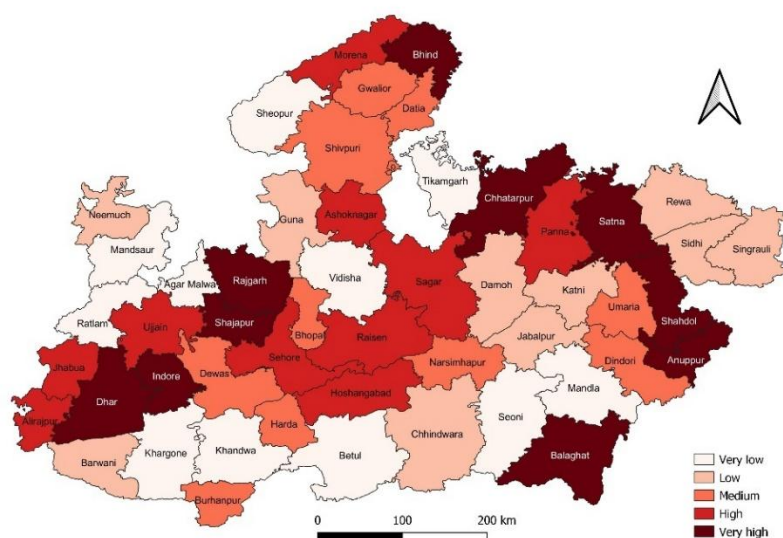 Morena
Bhind
Gwalior
Datia
Sheopur
Shivpuri
Tikamgarh
Chhatarpur
Neemuch
Guna
Ashoknagar
Panna
Satna
Rewa
Sidhi
Singrauli
Mandsaur
Agar Malwa
Rajgarh
Vidisha
Sagar
Damoh
Katni
Umaria
Shahdol
Ratlam
Ujjain
Shajapur
Bhopal
Raisen
Jabalpur
Anuppur
Jhabua
Indore
Dewas
Sehore
Narsimhapur
Dindori
Alirajpur
Dhar
Hoshangabad
Mandla
Harda
Seoni
Barwani
Khargone
Khandwa
Betul
Chhindwara
Balaghat
Burhanpur
Very low
Low
Medium
High
Very high
0 100 200 km